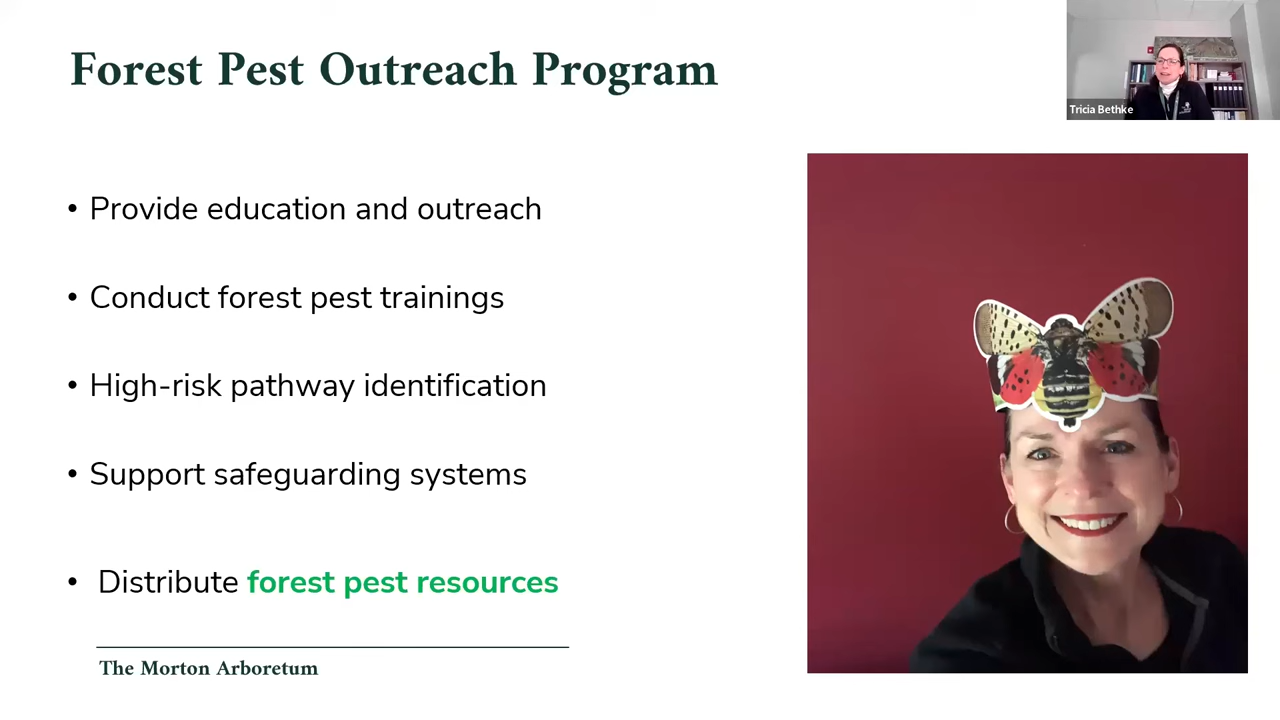 Forest Pest Outreach Program
Tricia Bethke
• Provide education and outreach
• Conduct forest pest trainings
• High-risk pathway identification
• Support safeguarding systems
• Distribute forest pest resources
The Morton Arboretum